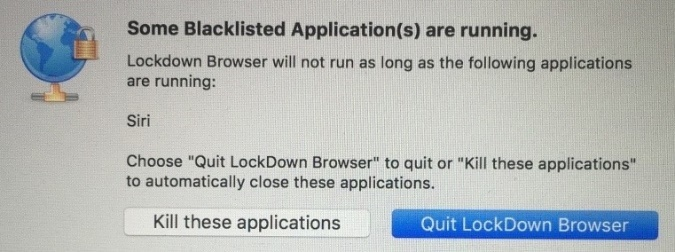 Some Blacklisted Application(s) are running.
Lockdown Browser will not run as long as the following applications
are running:
Siri
Choose "Quit LockDown Browser" to quit or "Kill these applications"
to automatically close these applications.
Kill these applications
Quit LockDown Browser